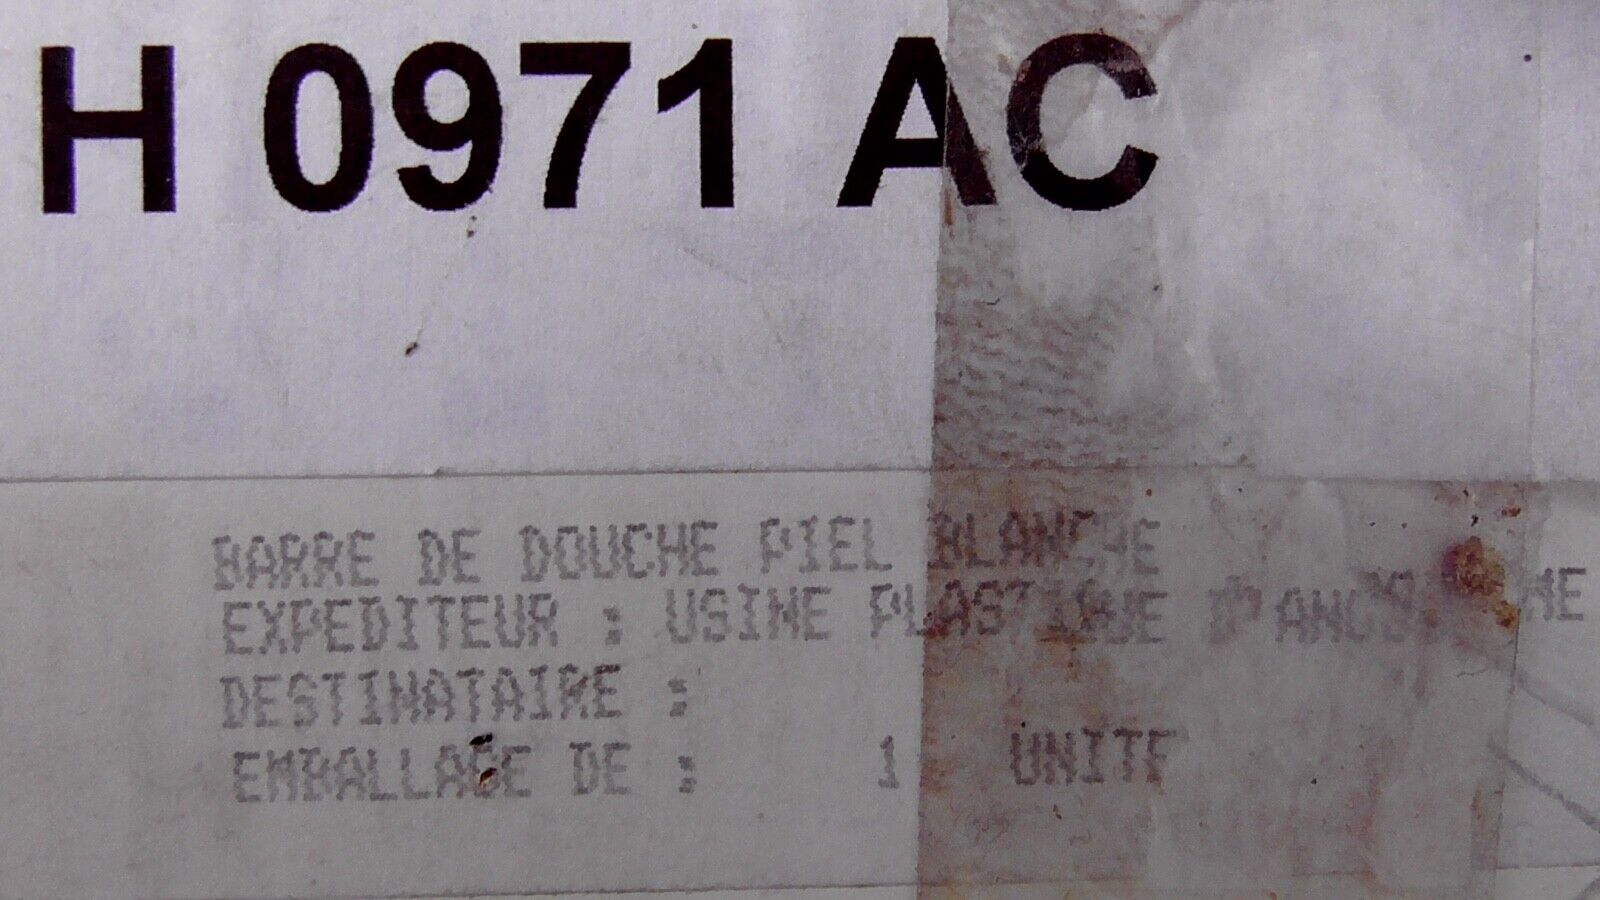 H 0971 AC
BARRE DE DOUCHE PIEL BLANCHE
EXPEDITEUR : USINE PLASTIQUE
DESTINATAIRE :
EMBALLAGE DE : 1 UNITE